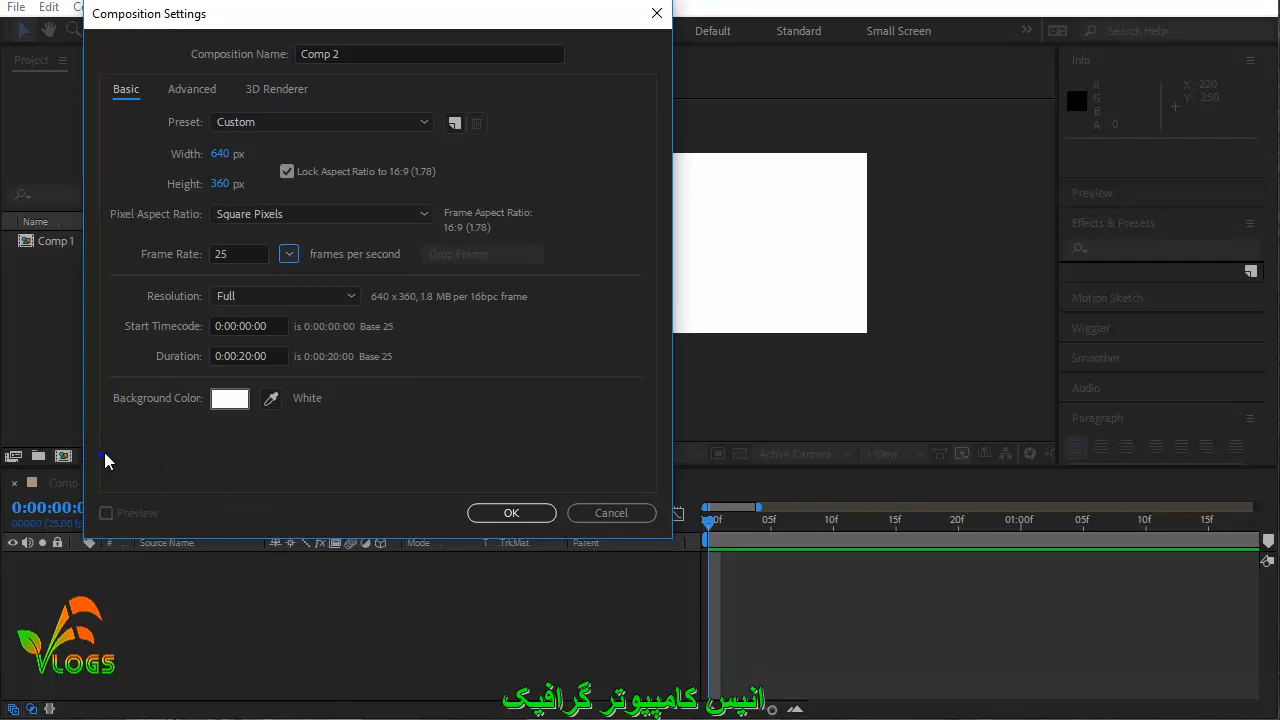 File Edit
Composition Settings
Default
Standard
Small Screen
Search Help
Project
Composition Name: Comp 2
Info
Basic
Advanced
3D Renderer
R :
G
B
A : 0
X : 220
Y : 250
Preset: Custom
Width: 640 px
Lock Aspect Ratio to 16:9 (1.78)
Height: 360 px
Preview
Pixel Aspect Ratio: Square Pixels
Frame Aspect Ratio:
16:9 (1.78)
Name
Effects & Presets
Comp 1
Frame Rate: 25 frames per second
Drop Frame
Resolution: Full
640 x 360, 1.8 MB per 16bpc frame
Motion Sketch
Start Timecode: 0:00:00:00 is 0:00:00:00 Base 25
Wiggler
Duration: 0:00:20:00 is 0:00:20:00 Base 25
Smoother
Audio
Background Color: White
Paragraph
Active Camera
1 View
Comp
0:00:00:0
00000 (25.00 fp
Preview
OK
Cancel
05f
10f
15f
20f
01:00f
05f
10f
15f
#
Source Name
fx
Mode
T .TrkMat
Parent
VLOGS
انیس کامپیوتر گرافیک